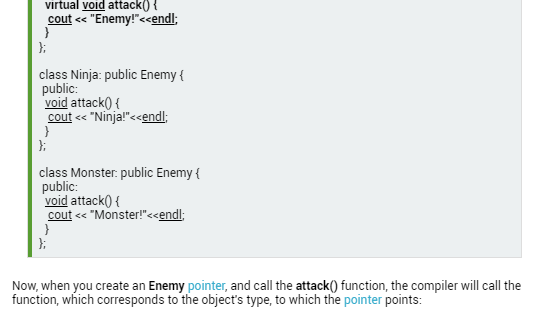 virtual void attack() {
cout << "Enemy!"<<endl;
}
};
class Ninja: public Enemy {
public:
void attack() {
cout << "Ninja!"<<endl;
}
};
class Monster: public Enemy {
public:
void attack() {
cout << "Monster!"<<endl;
}
};
Now, when you create an Enemy pointer, and call the attack() function, the compiler will call the
function, which corresponds to the object's type, to which the pointer points: